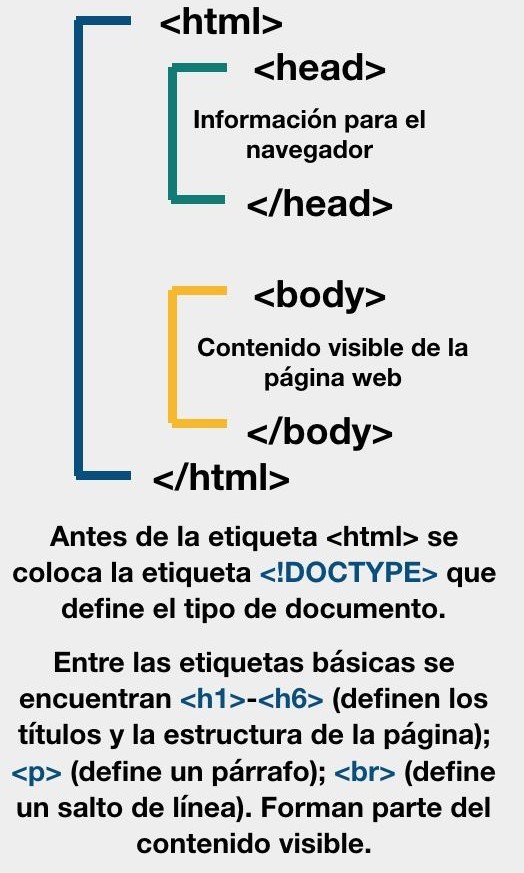 <html>
<head>
Información para el
navegador
</head>
<body>
Contenido visible de la
página web
</body>
</html>
Antes de la etiqueta <html> se
coloca la etiqueta <!DOCTYPE> que
define el tipo de documento.
Entre las etiquetas básicas se
encuentran <h1>-<h6> (definen los
títulos y la estructura de la página);
<p> (define un párrafo); <br> (define
un salto de línea). Forman parte del
contenido visible.